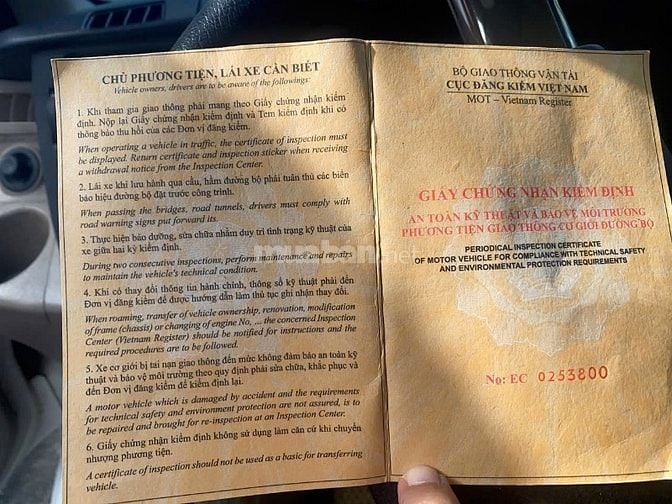 CHỦ PHƯƠNG TIỆN, LÁI XE CẦN BIẾT
Vehicle owners, drivers are to be aware of the followings:
1. Khi tham gia giao thông phải mang theo Giấy chứng nhận kiểm
định. Nộp lại Giấy chứng nhận kiểm định và Tem kiểm định khi có
thông báo thu hồi của các Đơn vị đăng kiểm.
When operating a vehicle in traffic, the certificate of inspection must
be displayed. Return certificate and inspection sticker when receiving
a withdrawal notice from the Inspection Center.
2. Lái xe khi lưu hành qua cầu, hầm đường bộ phải tuân thủ các biển
báo hiệu đường bộ đặt trước công trình.
When passing the bridges, road tunnels, drivers must comply with
road warning signs put forward its.
3. Thực hiện bảo dưỡng, sửa chữa nhằm duy trì tình trạng kỹ thuật của
xe giữa hai kỳ kiểm định.
During two consecutive inspections, perform maintenance and repairs
to maintain the vehicle's technical condition.
4. Khi có thay đổi thông tin hành chính, thông số kỹ thuật phải đến
Đơn vị đăng kiểm để được hướng dẫn làm thủ tục ghi nhận thay đổi.
When roaming, transfer of vehicle ownership, renovation, modification
of frame (chassis) or changing of engine No, ... the concerned Inspection
Center (Vietnam Register) should be notified for instructions and the
required procedures are to be followed.
5. Xe cơ giới bị tai nạn giao thông đến mức không đảm bảo an toàn kỹ
thuật và bảo vệ môi trường theo quy định phải sửa chữa, khắc phục và
đến Đơn vị đăng kiểm để kiểm định lại.
A motor vehicle which is damaged by accident and the requirements
for technical safety and environment protection are not assured, is to
be repaired and brought for re-inspection at an Inspection Center.
6. Giấy chứng nhận kiểm định không sử dụng làm căn cứ khi chuyển
nhượng phương tiện.
A certificate of inspection should not be used as a basic for transferring
vehicle.
BỘ GIAO THÔNG VẬN TẢI
CỤC ĐĂNG KIỂM VIỆT NAM
MOT – Vietnam Register
GIẤY CHỨNG NHẬN KIỂM ĐỊNH
AN TOÀN KỸ THUẬT VÀ BẢO VỆ MÔI TRƯỜNG
PHƯƠNG TIỆN GIAO THÔNG CƠ GIỚI ĐƯỜNG BỘ
PERIODICAL INSPECTION CERTIFICATE
OF MOTOR VEHICLE FOR COMPLIANCE WITH TECHNICAL SAFETY
AND ENVIRONMENTAL PROTECTION REQUIREMENTS
No: EC 0253800